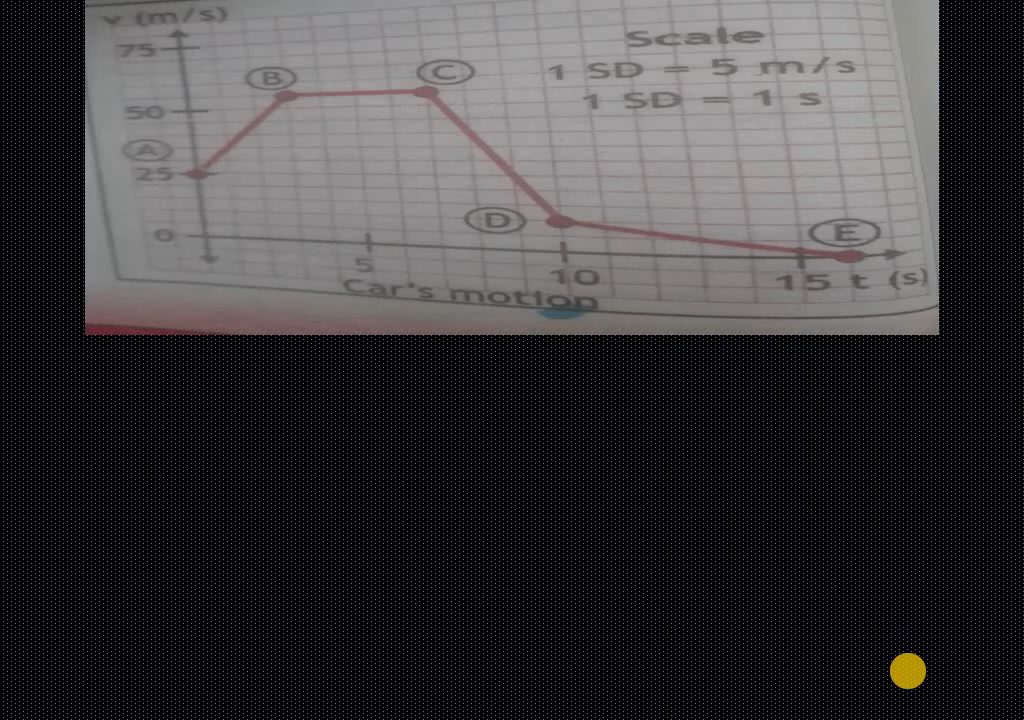 v (m/s)
Scale
75
B
C
1 SD = 5 m/s
1 SD = 1 s
50
A
25
D
E
0
5
10
15 t (s)
Car's motion